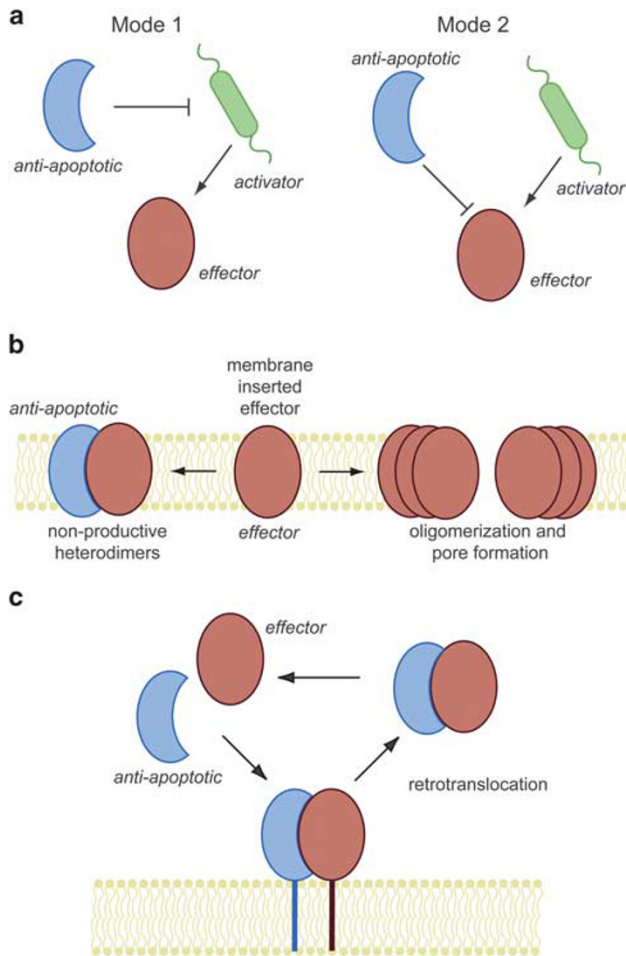 a
Mode 1
Mode 2
anti-apoptotic
activator
effector
anti-apoptotic
activator
effector
b
anti-apoptotic
membrane
inserted
effector
non-productive
heterodimers
effector
oligomerization and
pore formation
c
effector
anti-apoptotic
retrotranslocation